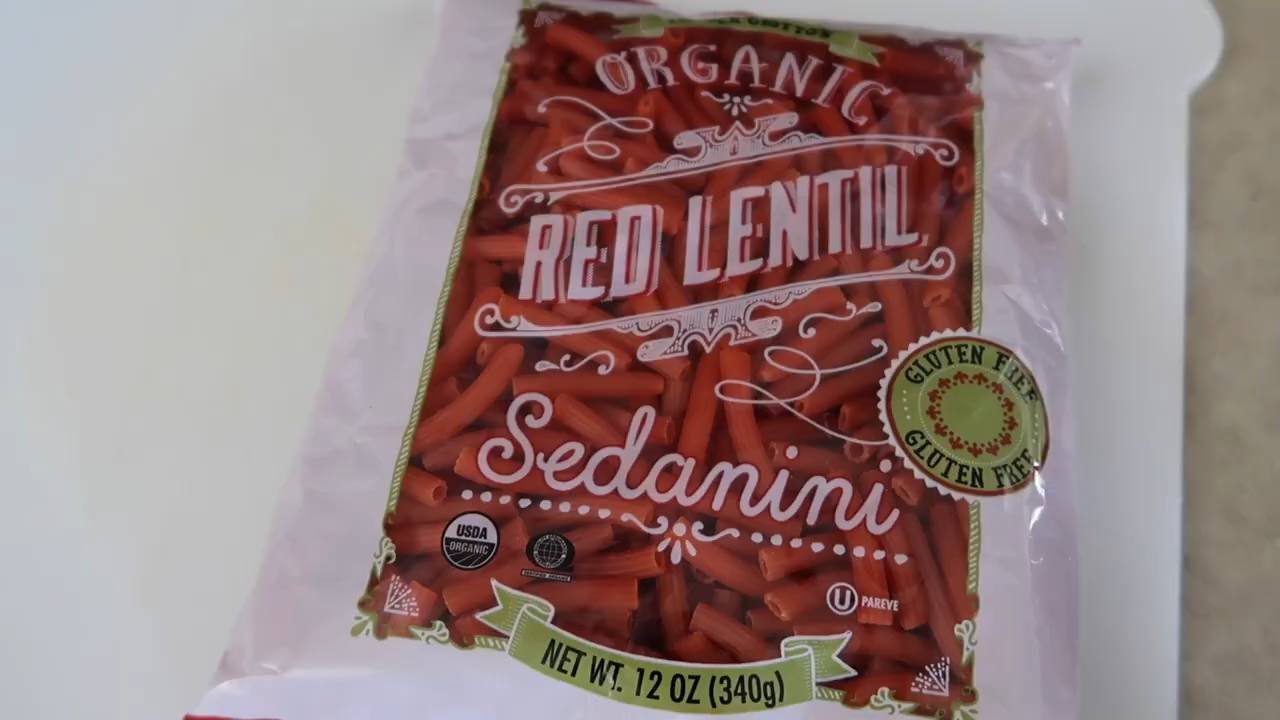 ORGANIC
RED LENTIL
GLUTEN FREE
GLUTEN FREE
Sedanini
USDA
ORGANIC
U PAREVE
NET WT. 12 OZ (340g)